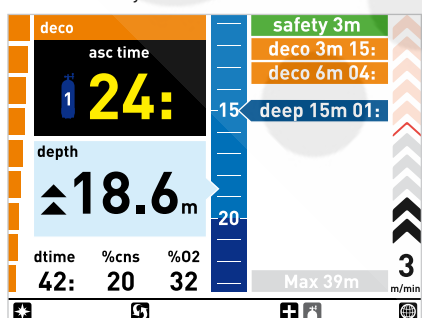 deco
asc time
1
24:
depth
18.6m
dtime %cns %O2
42: 20 32
15
20
safety 3m
deco 3m 15:
deco 6m 04:
deep 15m 01:
Max 39m
3
m/min